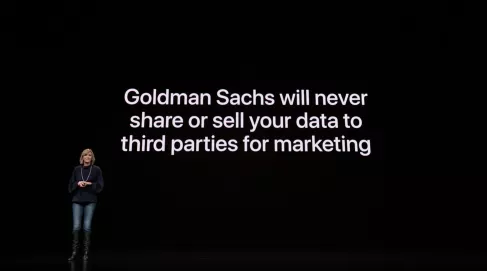 Goldman Sachs will never
share or sell your data to
third parties for marketing